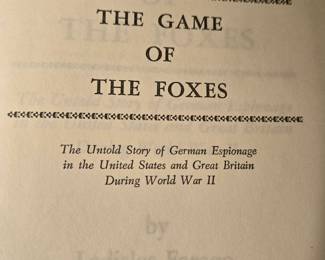 THE GAME
OF
THE FOXES
The Untold Story of German Espionage
in the United States and Great Britain
During World War II
by